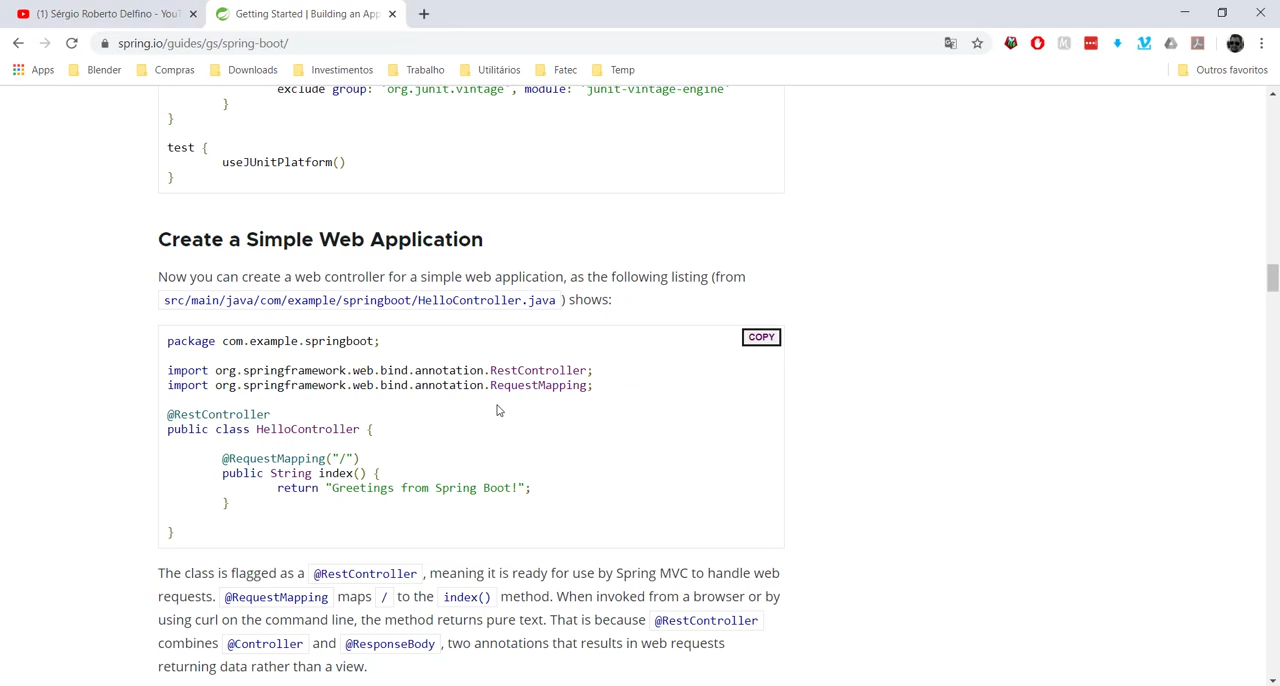 (1) Sérgio Roberto Delfino - YouT
Getting Started | Building an App
spring.io/guides/gs/spring-boot/
Apps
Blender
Compras
Downloads
Investimentos
Trabalho
Utilitários
Fatec
Temp
Outros favoritos
exclude group: 'org.junit.vintage', module: 'junit-vintage-engine'
}
}
test {
useJUnitPlatform()
}
Create a Simple Web Application
Now you can create a web controller for a simple web application, as the following listing (from
src/main/java/com/example/springboot/HelloController.java ) shows:
COPY
package com.example.springboot;
import org.springframework.web.bind.annotation.RestController;
import org.springframework.web.bind.annotation.RequestMapping;
@RestController
public class HelloController {
@RequestMapping("/")
public String index() {
return "Greetings from Spring Boot!";
}
}
The class is flagged as a @RestController , meaning it is ready for use by Spring MVC to handle web
requests. @RequestMapping maps / to the index() method. When invoked from a browser or by
using curl on the command line, the method returns pure text. That is because @RestController
combines @Controller and @ResponseBody , two annotations that results in web requests
returning data rather than a view.